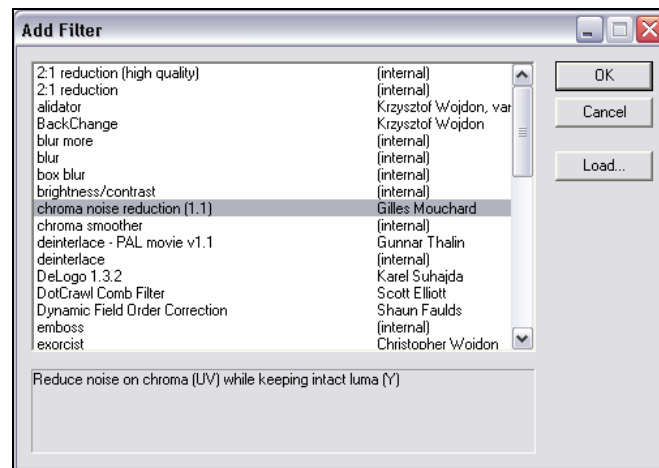 Add Filter
2:1 reduction (high quality) (internal)
2:1 reduction (internal)
alidator Krzysztof Wojdon, var
BackChange Krzysztof Wojdon
blur more (internal)
blur (internal)
box blur (internal)
brightness/contrast (internal)
chroma noise reduction (1.1) Gilles Mouchard
chroma smoother (internal)
deinterlace - PAL movie v1.1 Gunnar Thalin
deinterlace (internal)
DeLogo 1.3.2 Karel Suhajda
DotCrawl Comb Filter Scott Elliott
Dynamic Field Order Correction Shaun Faulds
emboss (internal)
exorcist Christopher Wojdon
OK
Cancel
Load...
Reduce noise on chroma (UV) while keeping intact luma (Y)